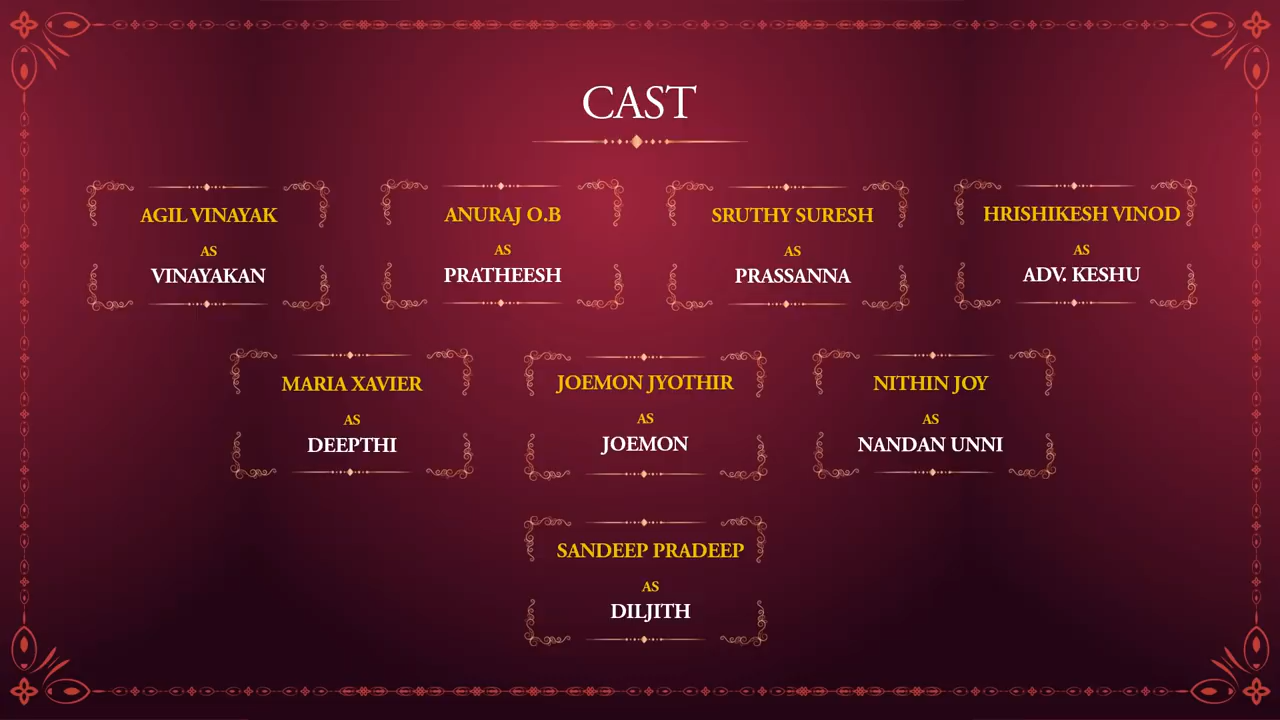 CAST
AGIL VINAYAK
AS
VINAYAKAN
ANURAJ O.B
AS
PRATHEESH
SRUTHY SURESH
AS
PRASSANNA
HRISHIKESH VINOD
AS
ADV. KESHU
MARIA XAVIER
AS
DEEPTHI
JOEMON JYOTHIR
AS
JOEMON
NITHIN JOY
AS
NANDAN UNNI
SANDEEP PRADEEP
AS
DILJITH